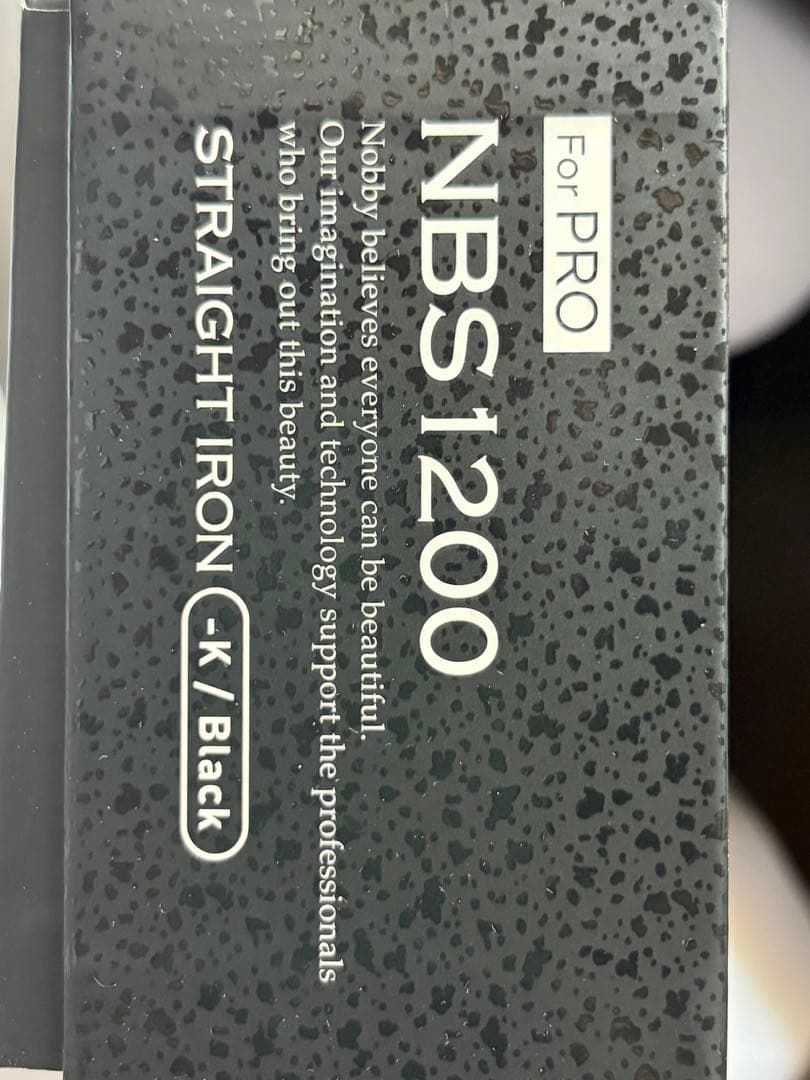 For PRO
NBS1200
Nobby believes everyone can be beautiful.
Our imagination and technology support the professionals
who bring out this beauty.
STRAIGHT IRON -K/Black